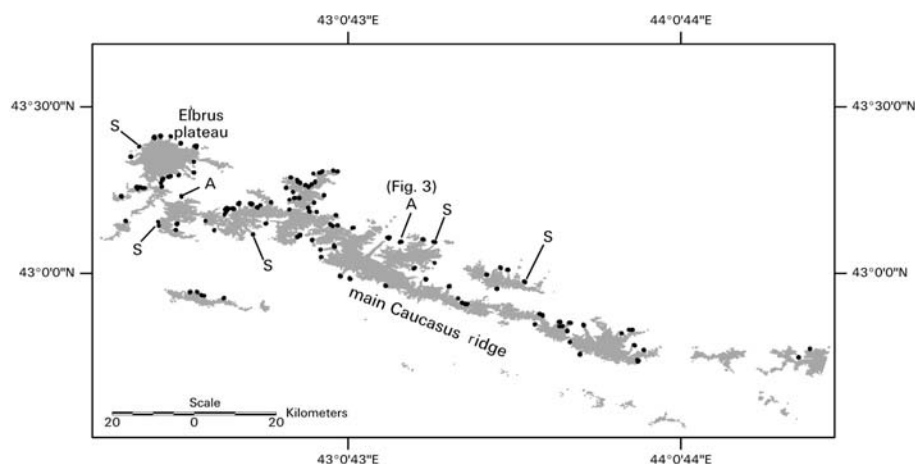 43°0'43"E 44°0'44"E
43°30'0"N 43°30'0"N
Elbrus
plateau
S
A
(Fig. 3)
A
S
S
S
S
43°0'0"N 43°0'0"N
main Caucasus ridge
Scale
20 0 20 Kilometers
43°0'43"E 44°0'44"E